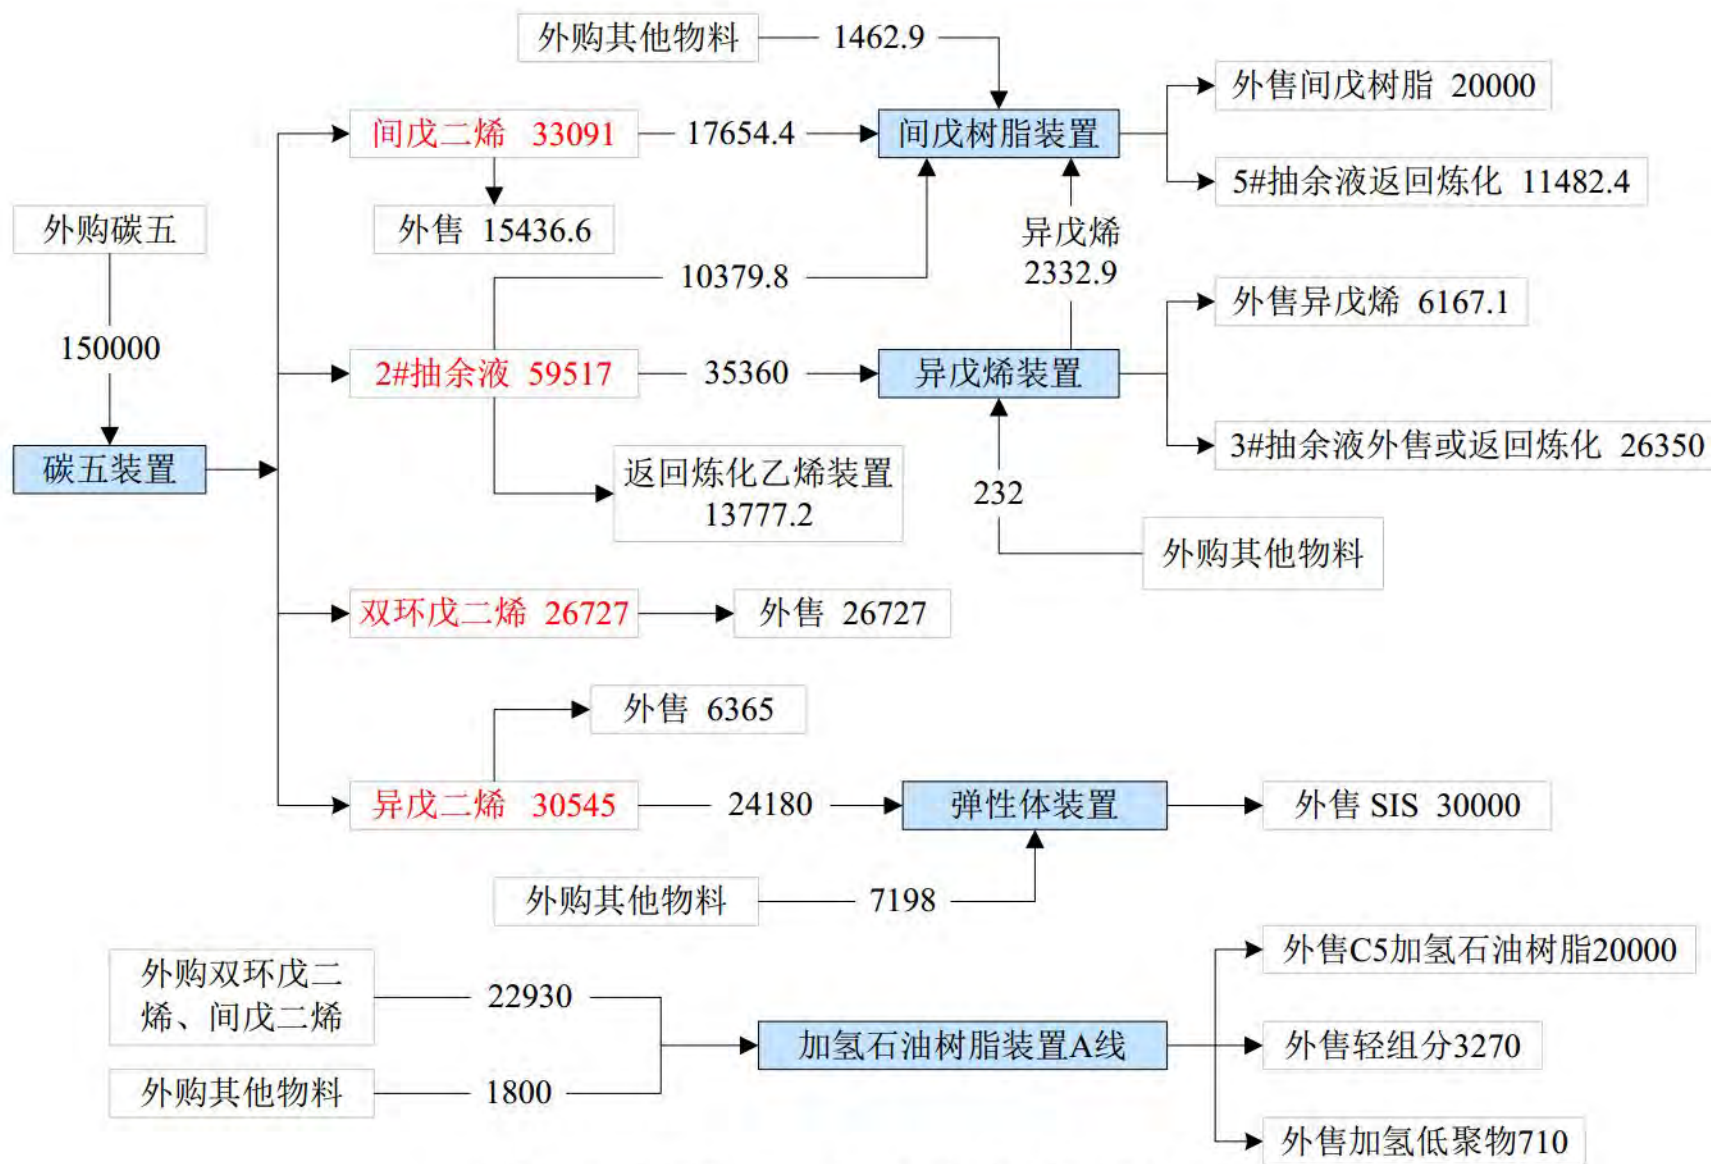 外购其他物料
1462.9
外售间戊树脂 20000
间戊二烯 33091
17654.4
间戊树脂装置
5#抽余液返回炼化 11482.4
外购碳五
外售 15436.6
异戊烯
2332.9
10379.8
外售异戊烯 6167.1
150000
2#抽余液 59517
35360
异戊烯装置
3#抽余液外售或返回炼化 26350
碳五装置
返回炼化乙烯装置
13777.2
232
外购其他物料
双环戊二烯 26727
外售 26727
外售 6365
异戊二烯 30545
24180
弹性体装置
外售 SIS 30000
外购其他物料
7198
外购双环戊二
烯、间戊二烯
22930
外售C5加氢石油树脂20000
加氢石油树脂装置A线
外售轻组分3270
外购其他物料
1800
外售加氢低聚物710